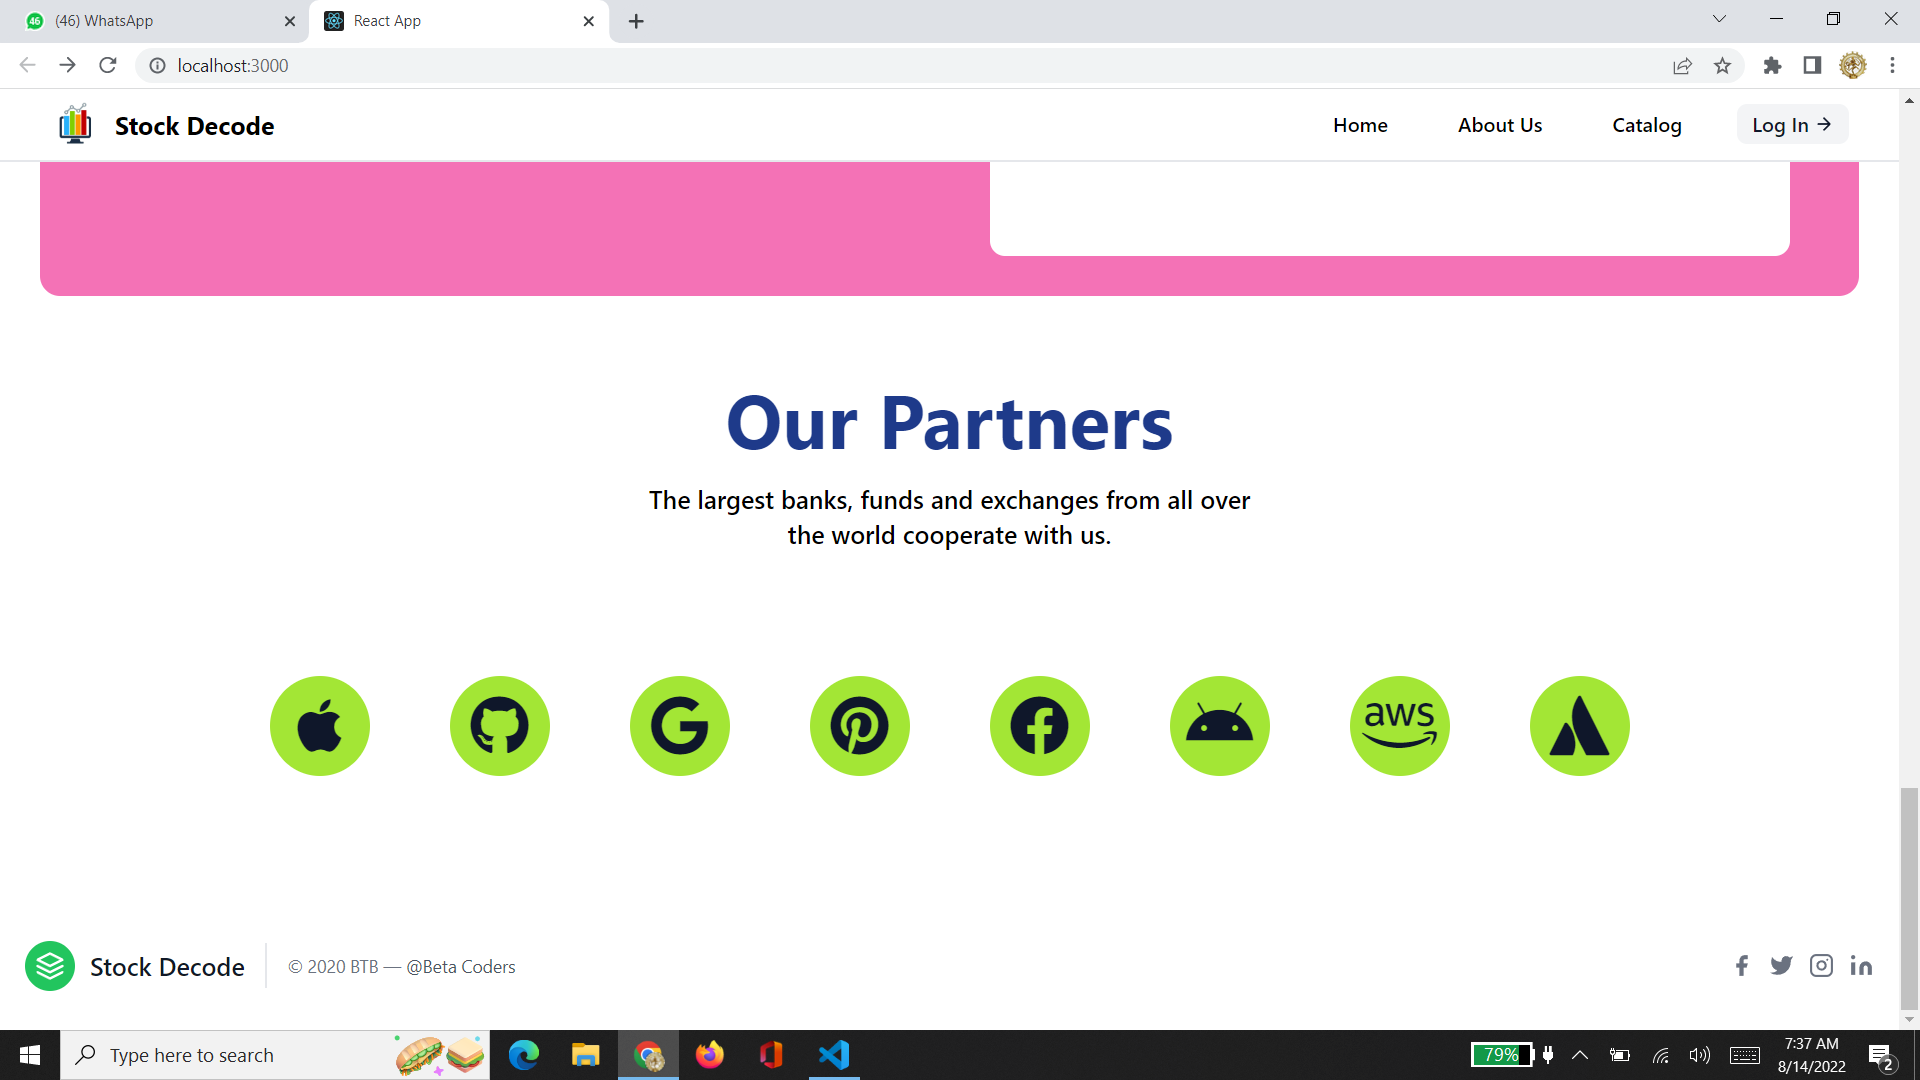 46 (46) WhatsApp
React App
localhost:3000
Stock Decode
Home
About Us
Catalog
Log In →
Our Partners
The largest banks, funds and exchanges from all over
the world cooperate with us.
aws
Stock Decode
© 2020 BTB — @Beta Coders
Type here to search
79%
7:37 AM
8/14/2022
2